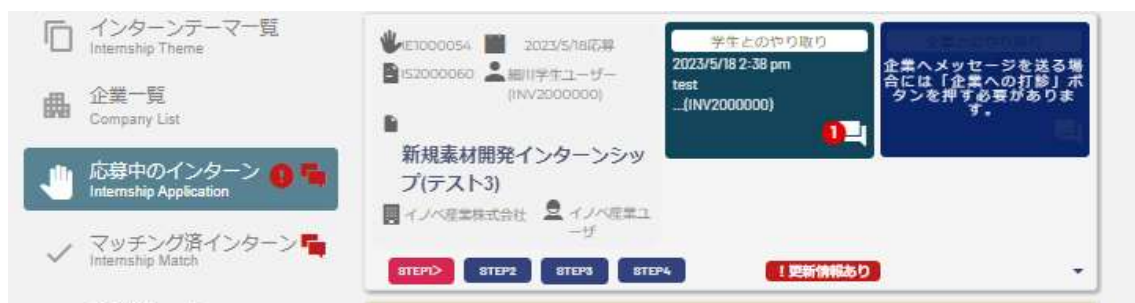 インターンテーマ一覧
Internship Theme
企業一覧
Company List
応募中のインターン
Internship Application
マッチング済インターン
Internship Match
IE1000054 2023/5/18応募
IS2000060 細川学生ユーザー
(INV2000000)
新規素材開発インターンシッ
プ(テスト3)
イノベ産業株式会社 イノベ産業ユ
ーザ
STEP1> STEP2 STEP3 STEP4
!更新情報あり
学生とのやり取り
2023/5/18 2:38 pm
test
...(INV2000000)
1
企業へメッセージを送る場
合には「企業への打診」ボ
タンを押す必要がありま
す。